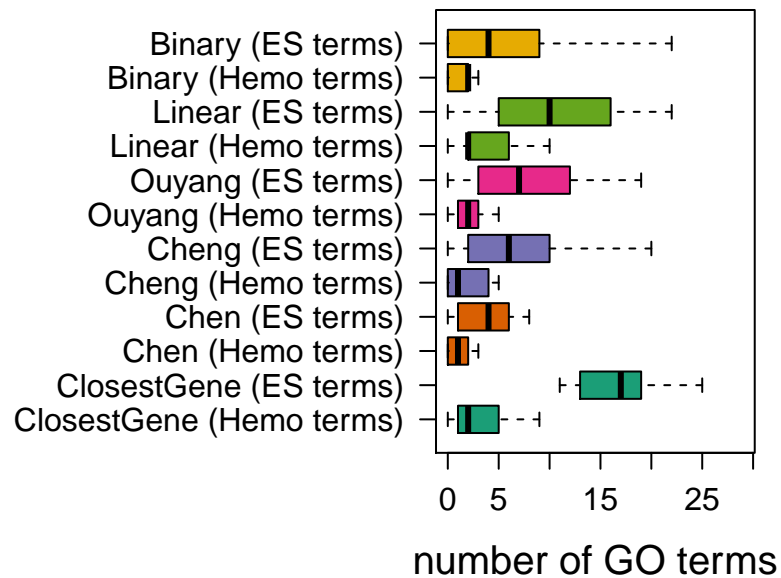 Binary (ES terms)
Binary (Hemo terms)
Linear (ES terms)
Linear (Hemo terms)
Ouyang (ES terms)
Ouyang (Hemo terms)
Cheng (ES terms)
Cheng (Hemo terms)
Chen (ES terms)
Chen (Hemo terms)
ClosestGene (ES terms)
ClosestGene (Hemo terms)
0 5 15 25
number of GO terms